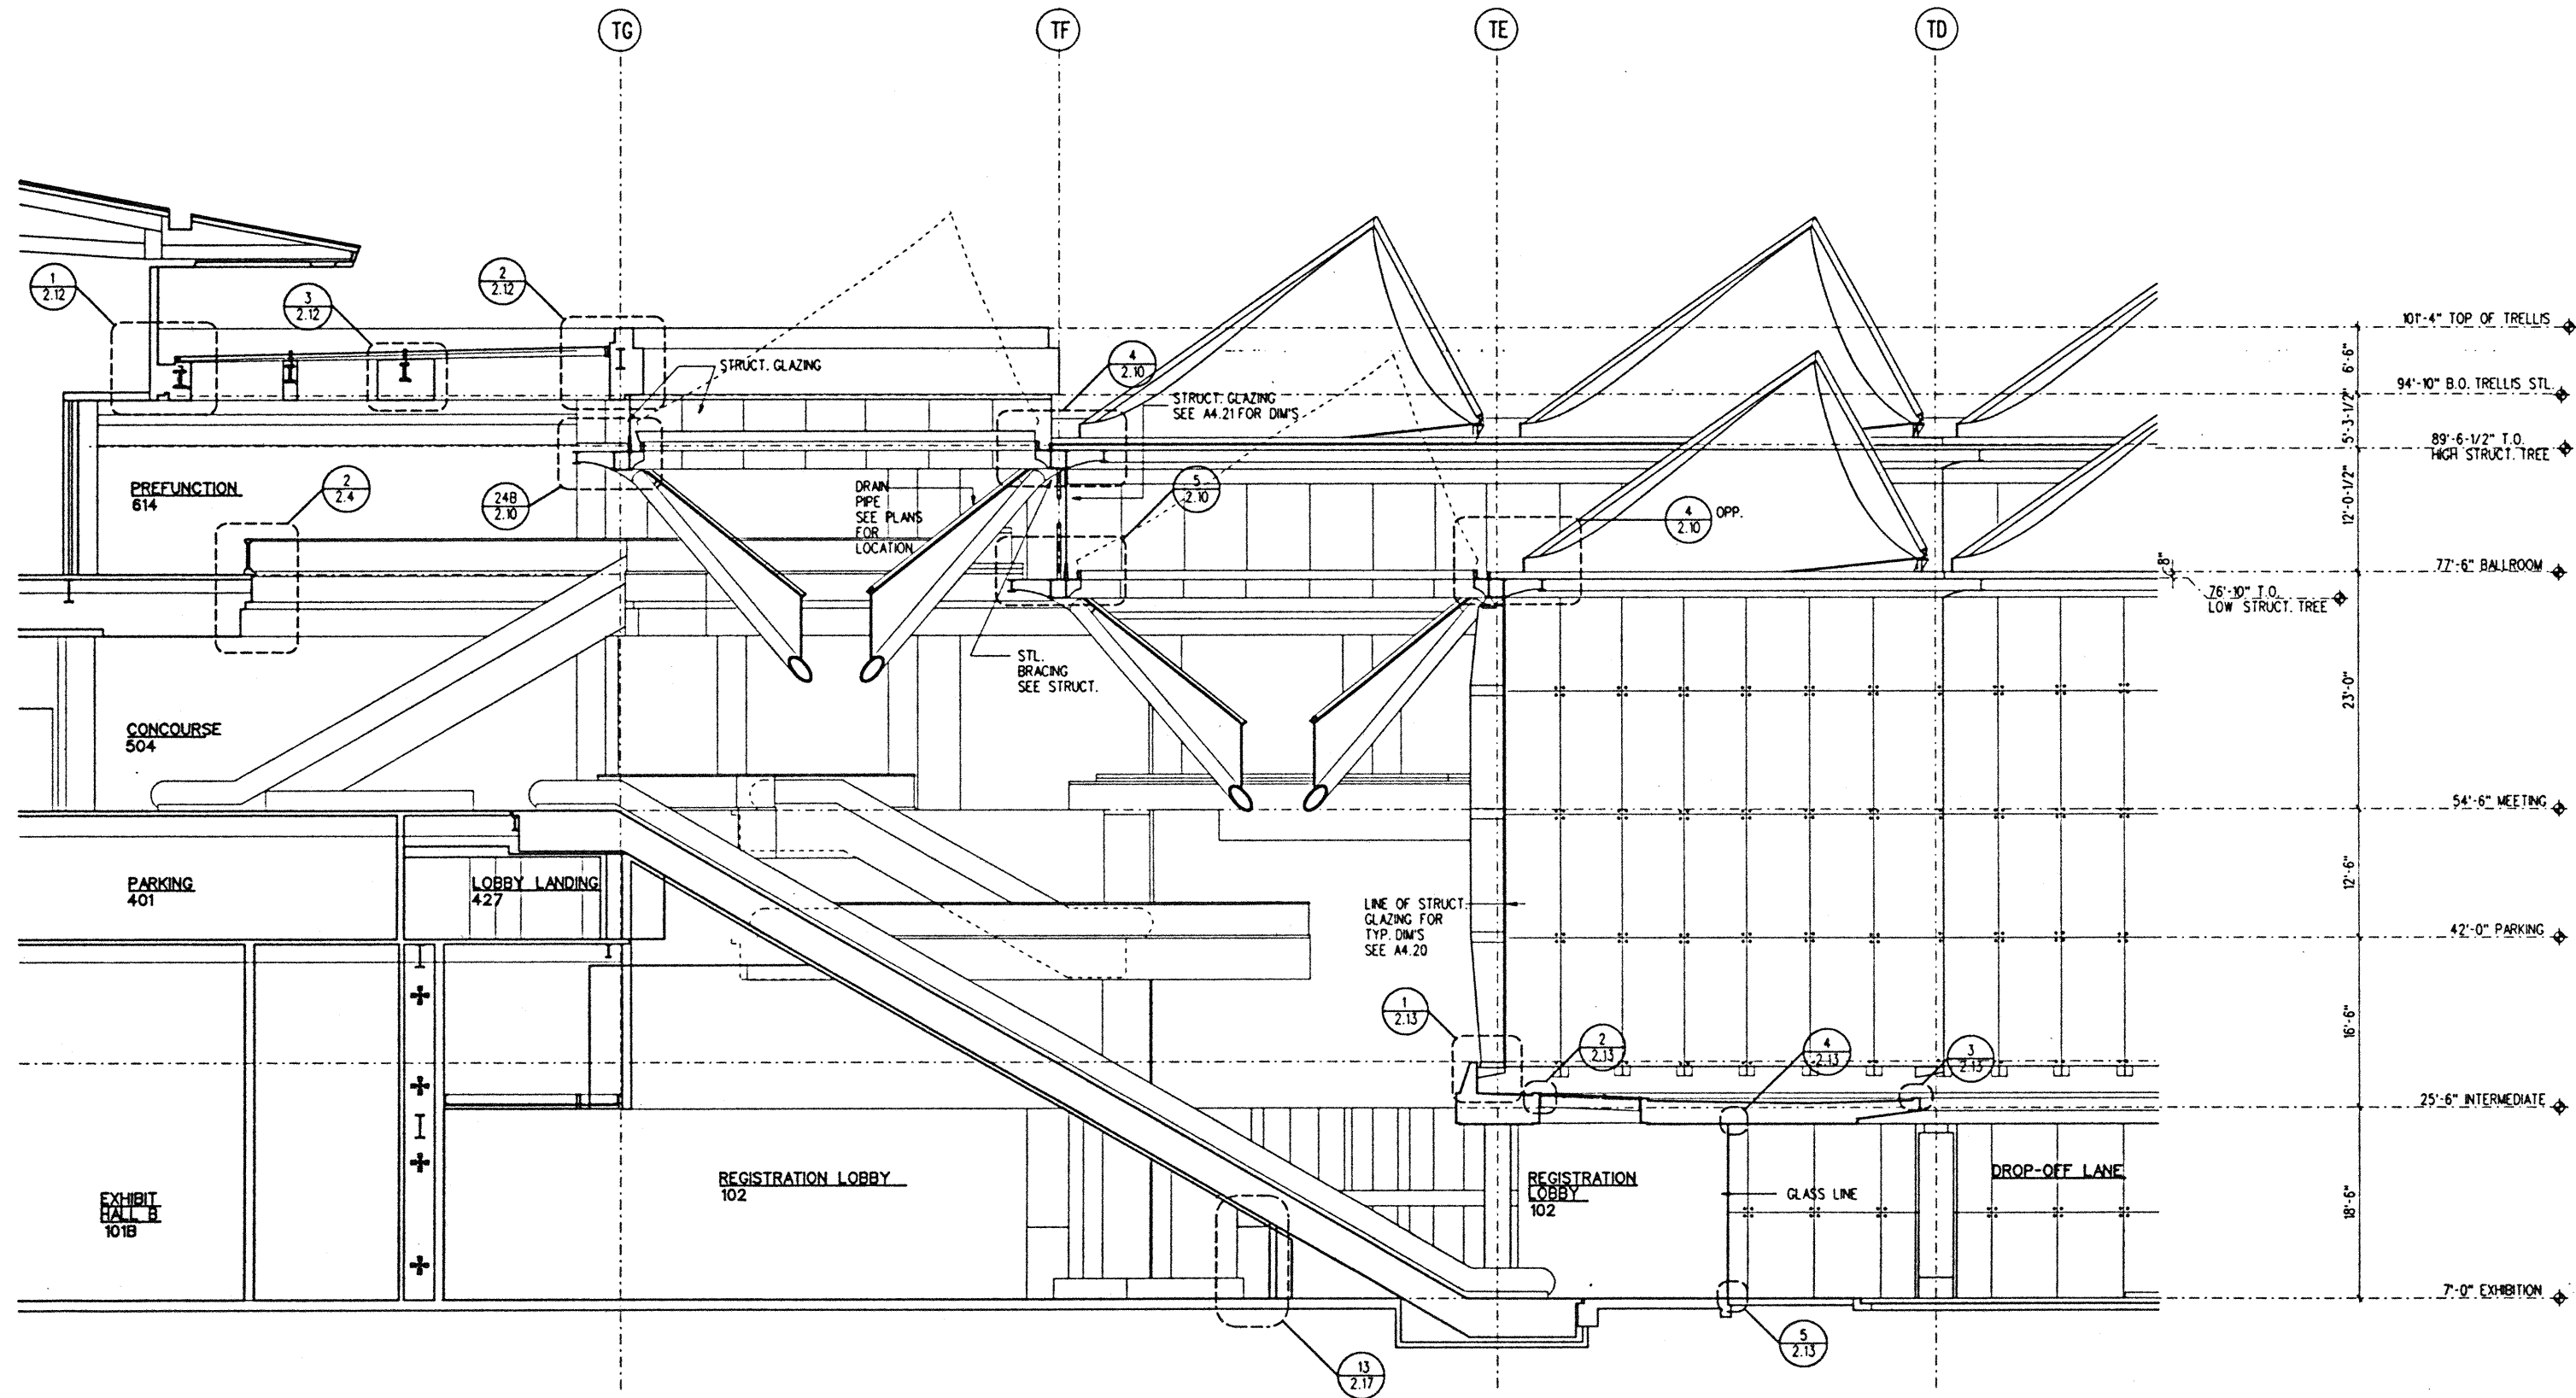 TG
TF
TE
TD
1
2.12
3
2.12
2
2.12
STRUCT. GLAZING
4
2.10
STRUCT. GLAZING
SEE A4.21 FOR DIM'S
101'-4" TOP OF TRELLIS
6'-6"
94'-10" B.O. TRELLIS STL.
5'-3-1/2"
89'-6-1/2" T.O.
HIGH STRUCT. TREE
PREFUNCTION
614
2
2.4
24B
2.10
DRAIN
PIPE
SEE PLANS
FOR
LOCATION
5
2.10
4
2.10
OPP.
12'-0-1/2"
77'-6" BALLROOM
8"
76'-10" T.O.
LOW STRUCT. TREE
STL.
BRACING
SEE STRUCT.
23'-0"
CONCOURSE
504
54'-6" MEETING
PARKING
401
LOBBY LANDING
427
12'-6"
LINE OF STRUCT.
GLAZING FOR
TYP. DIM'S
SEE A4.20
42'-0" PARKING
1
2.13
2
2.13
4
2.13
3
2.13
16'-6"
25'-6" INTERMEDIATE
EXHIBIT
HALL B
101B
REGISTRATION LOBBY
102
REGISTRATION
LOBBY
102
GLASS LINE
DROP-OFF LANE
18'-6"
7'-0" EXHIBITION
13
2.17
5
2.13